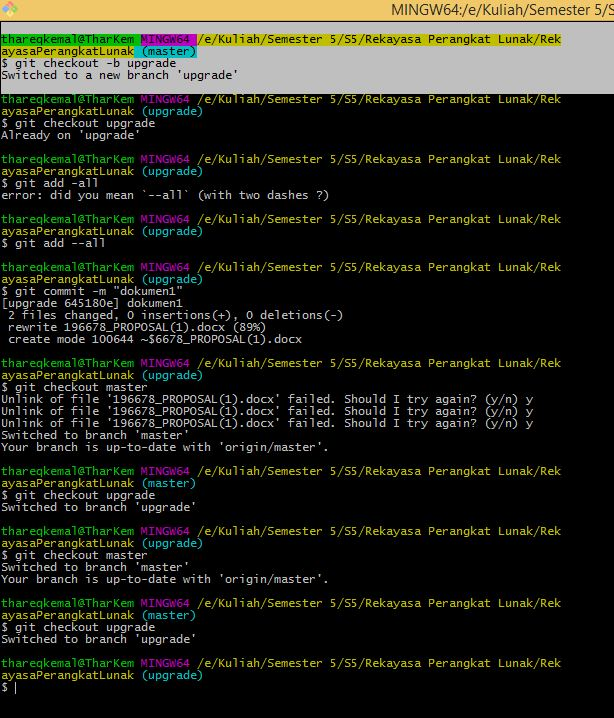 MINGW64:/e/Kuliah/Semester 5/S
thareqkemal@TharKem MINGW64 /e/Kuliah/Semester 5/S5/Rekayasa Perangkat Lunak/Rek
ayasaPerangkatLunak (master)
$ git checkout -b upgrade
Switched to a new branch 'upgrade'
thareqkemal@TharKem MINGW64 /e/Kuliah/Semester 5/S5/Rekayasa Perangkat Lunak/Rek
ayasaPerangkatLunak (upgrade)
$ git checkout upgrade
Already on 'upgrade'
thareqkemal@TharKem MINGW64 /e/Kuliah/Semester 5/S5/Rekayasa Perangkat Lunak/Rek
ayasaPerangkatLunak (upgrade)
$ git add -all
error: did you mean `--all` (with two dashes ?)
thareqkemal@TharKem MINGW64 /e/Kuliah/Semester 5/S5/Rekayasa Perangkat Lunak/Rek
ayasaPerangkatLunak (upgrade)
$ git add --all
thareqkemal@TharKem MINGW64 /e/Kuliah/Semester 5/S5/Rekayasa Perangkat Lunak/Rek
ayasaPerangkatLunak (upgrade)
$ git commit -m "dokumen1"
[upgrade 645180e] dokumen1
2 files changed, 0 insertions(+), 0 deletions(-)
rewrite 196678_PROPOSAL(1).docx (89%)
create mode 100644 ~$6678_PROPOSAL(1).docx
thareqkemal@TharKem MINGW64 /e/Kuliah/Semester 5/S5/Rekayasa Perangkat Lunak/Rek
ayasaPerangkatLunak (upgrade)
$ git checkout master
Unlink of file '196678_PROPOSAL(1).docx' failed. Should I try again? (y/n) y
Unlink of file '196678_PROPOSAL(1).docx' failed. Should I try again? (y/n) y
Unlink of file '196678_PROPOSAL(1).docx' failed. Should I try again? (y/n) y
Switched to branch 'master'
Your branch is up-to-date with 'origin/master'.
thareqkemal@TharKem MINGW64 /e/Kuliah/Semester 5/S5/Rekayasa Perangkat Lunak/Rek
ayasaPerangkatLunak (master)
$ git checkout upgrade
Switched to branch 'upgrade'
thareqkemal@TharKem MINGW64 /e/Kuliah/Semester 5/S5/Rekayasa Perangkat Lunak/Rek
ayasaPerangkatLunak (upgrade)
$ git checkout master
Switched to branch 'master'
Your branch is up-to-date with 'origin/master'.
thareqkemal@TharKem MINGW64 /e/Kuliah/Semester 5/S5/Rekayasa Perangkat Lunak/Rek
ayasaPerangkatLunak (master)
$ git checkout upgrade
Switched to branch 'upgrade'
thareqkemal@TharKem MINGW64 /e/Kuliah/Semester 5/S5/Rekayasa Perangkat Lunak/Rek
ayasaPerangkatLunak (upgrade)
$